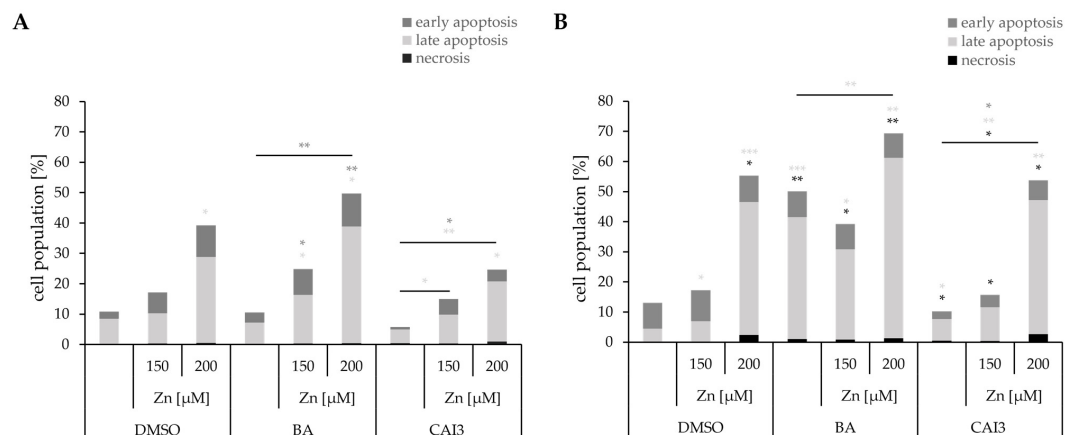 A
early apoptosis
late apoptosis
necrosis
cell population [%]
80
70
60
50
40
30
20
10
0
**
**
*
*
*
*
*
**
*
*
*
150 200 150 200 150 200
Zn [µM] Zn [µM] Zn [µM]
DMSO BA CAI3
B
early apoptosis
late apoptosis
necrosis
cell population [%]
80
70
60
50
40
30
20
10
0
**
*
**
*
**
**
***
*
***
**
**
*
*
*
*
*
*
*
150 200 150 200 150 200
Zn [µM] Zn [µM] Zn [µM]
DMSO BA CAI3